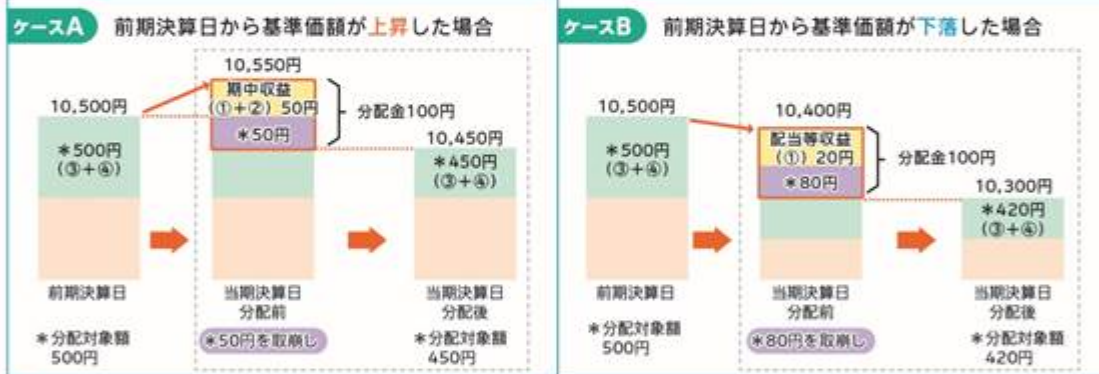 ケースA 前期決算日から基準価額が上昇した場合
10,550円
10,500円
期中収益
(①+②) 50円
分配金100円
*50円
10,450円
*500円
(③+④)
*450円
(③+④)
前期決算日
当期決算日
分配前
当期決算日
分配後
*分配対象額
500円
*50円を取崩し
*分配対象額
450円
ケースB 前期決算日から基準価額が下落した場合
10,500円
10,400円
配当等収益
(①) 20円
分配金100円
*80円
*500円
(③+④)
10,300円
*420円
(③+④)
前期決算日
当期決算日
分配前
当期決算日
分配後
*分配対象額
500円
*80円を取崩し
*分配対象額
420円